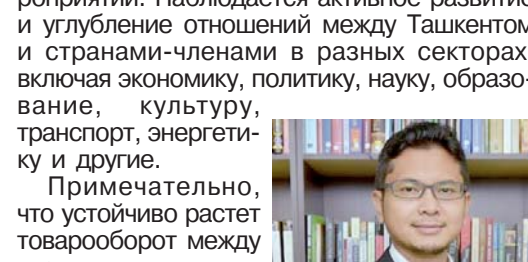 роприятий. Наблюдается активное развитие
и углубление отношений между Ташкентом
и странами-членами в разных секторах,
включая экономику, политику, науку, образо-
вание, культуру,
транспорт, энергети-
ку и другие.
Примечательно,
что устойчиво растет
товарооборот между